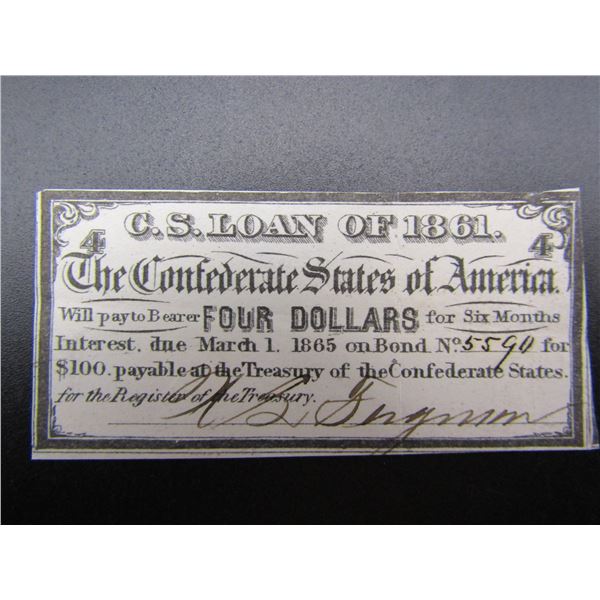 C. S. LOAN OF 1861.
4 4
The Confederate States of America.
Will pay to Bearer FOUR DOLLARS for Six Months
Interest, due March 1. 1865 on Bond No. 5594 for
$100. payable at the Treasury of the Confederate States.
for the Register of the Treasury. Ferguson